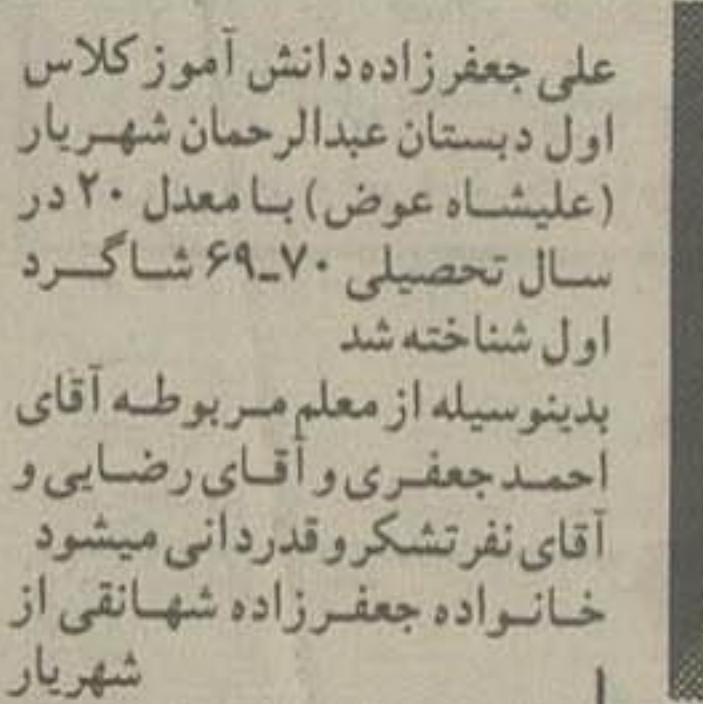 علی جعفرزاده دانش آموز کلاس
اول دبستان عبدالرحمان شهریار
(علیشاه عوض) با معدل ۲۰ در
سال تحصیلی ۷۰ـ۶۹ شاگرد
اول شناخته شد
بدینوسیله از معلم مربوطه آقای
احمد جعفری و آقای رضایی و
آقای نفر تشکر و قدردانی میشود
خانواده جعفرزاده شهانقی از
شهریار